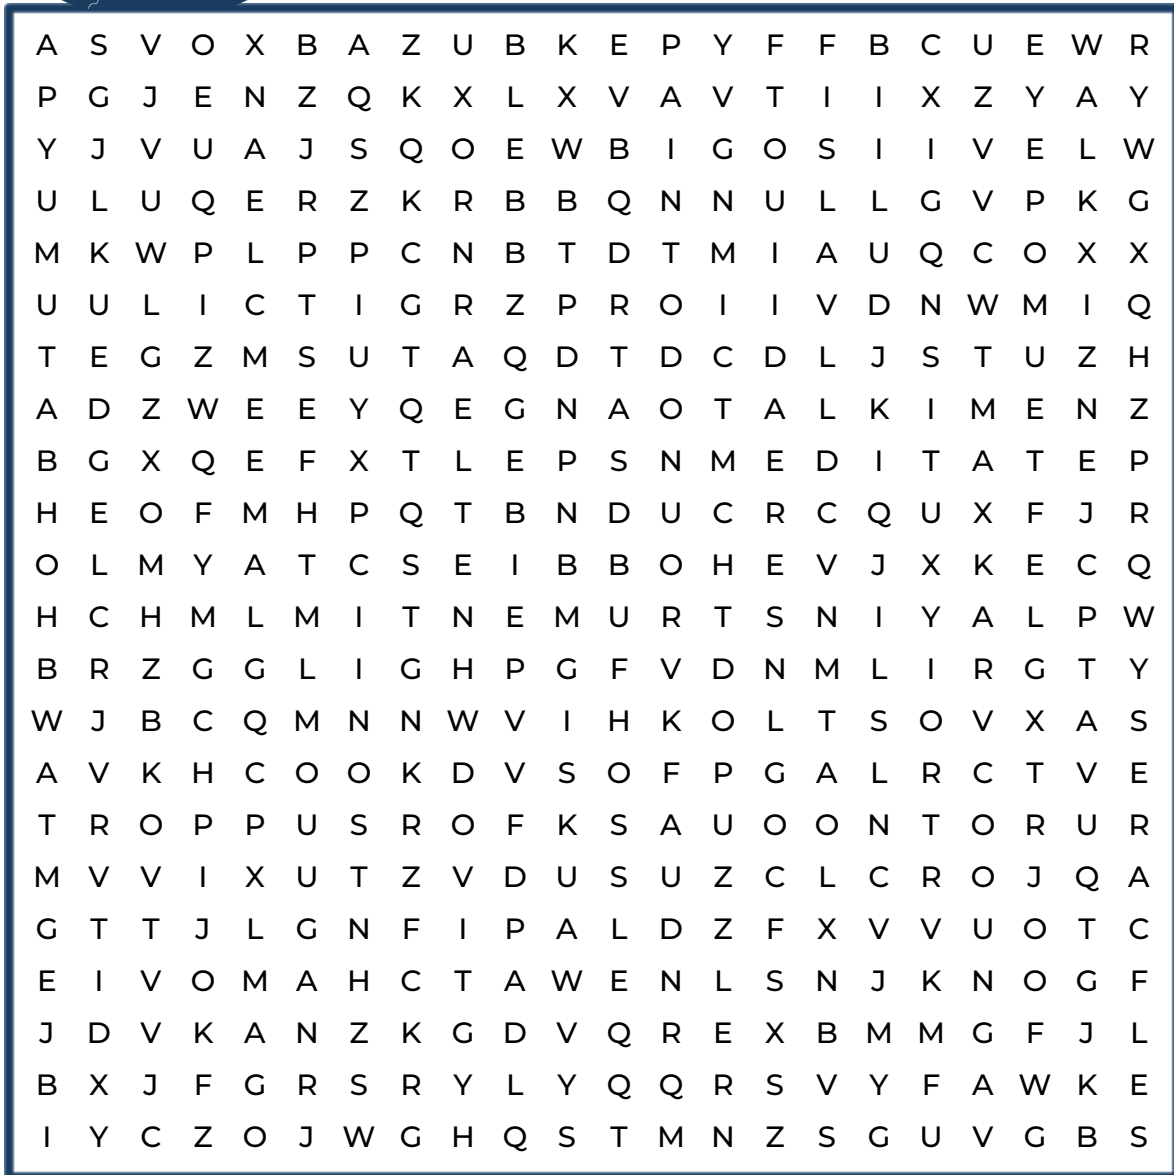 A S V O X B A Z U B K E P Y F F B C U E W R
P G J E N Z Q K X L X V A V T I I X Z Y A Y
Y J V U A J S Q O E W B I G O S I I V E L W
U L U Q E R Z K R B B Q N N U L L G V P K G
M K W P L P P C N B T D T M I A U Q C O X X
U U L I C T I G R Z P R O I I V D N W M I Q
T E G Z M S U T A Q D T D C D L J S T U Z H
A D Z W E E Y Q E G N A O T A L K I M E N Z
B G X Q E F X T L E P S N M E D I T A T E P
H E O F M H P Q T B N D U C R C Q U X F J R
O L M Y A T C S E I B B O H E V J X K E C Q
H C H M L M I T N E M U R T S N I Y A L P W
B R Z G G L I G H P G F V D N M L I R G T Y
W J B C Q M N N W V I H K O L T S O V X A S
A V K H C O O K D V S O F P G A L R C T V E
T R O P P U S R O F K S A U O O N T O R U R
M V V I X U T Z V D U S U Z C L C R O J Q A
G T T J L G N F I P A L D Z F X V V U O T C
E I V O M A H C T A W E N L S N J K N O G F
J D V K A N Z K G D V Q R E X B M M G F J L
B X J F G R S R Y L Y Q Q R S V Y F A W K E
I Y C Z O J W G H Q S T M N Z S G U V G B S